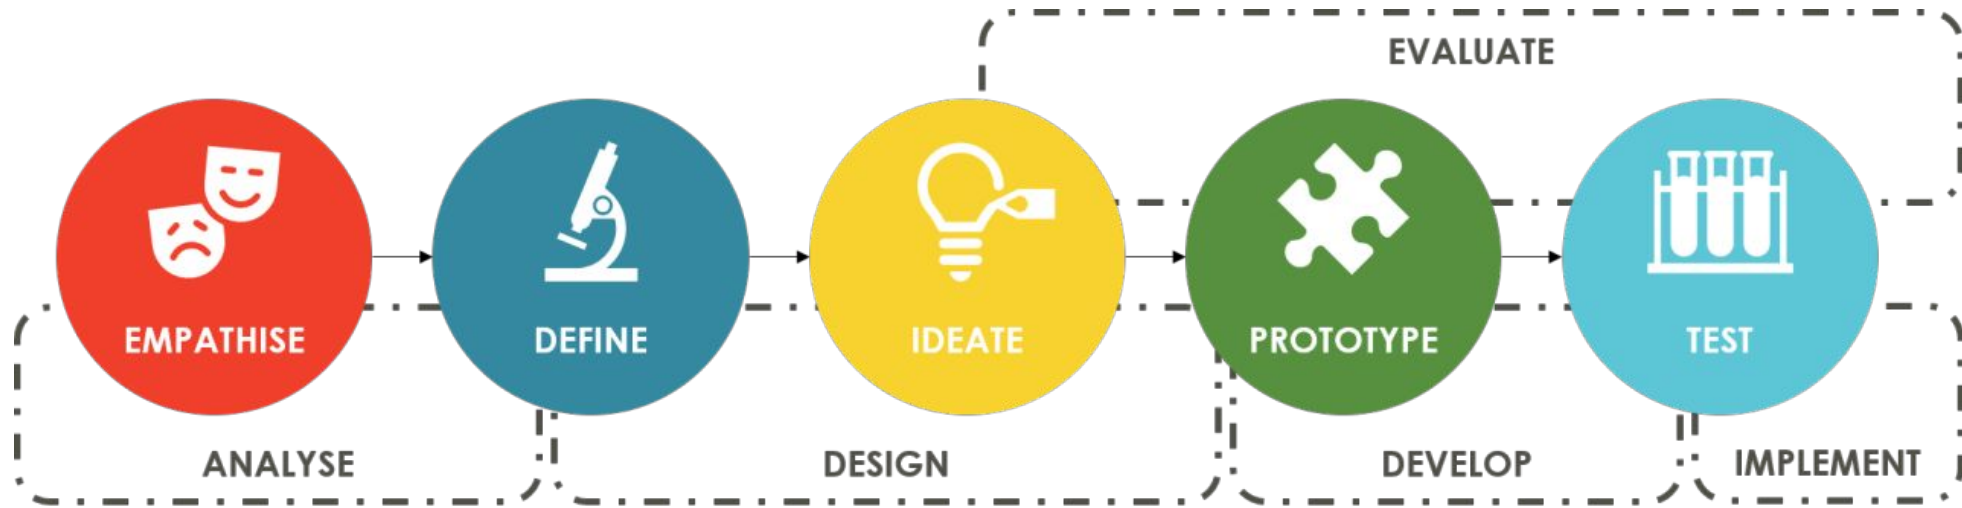 EVALUATE
EMPATHISE
DEFINE
IDEATE
PROTOTYPE
TEST
ANALYSE
DESIGN
DEVELOP
IMPLEMENT